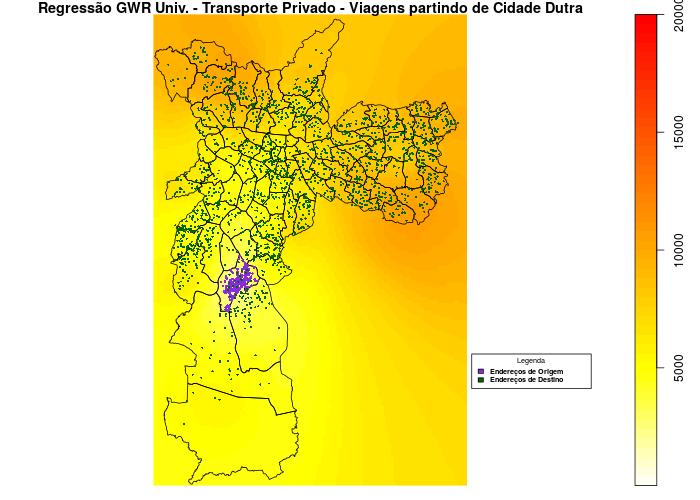 Regressão GWR Univ. - Transporte Privado - Viagens partindo de Cidade Dutra
20000
15000
10000
5000
Legenda
Endereços de Origem
Endereços de Destino